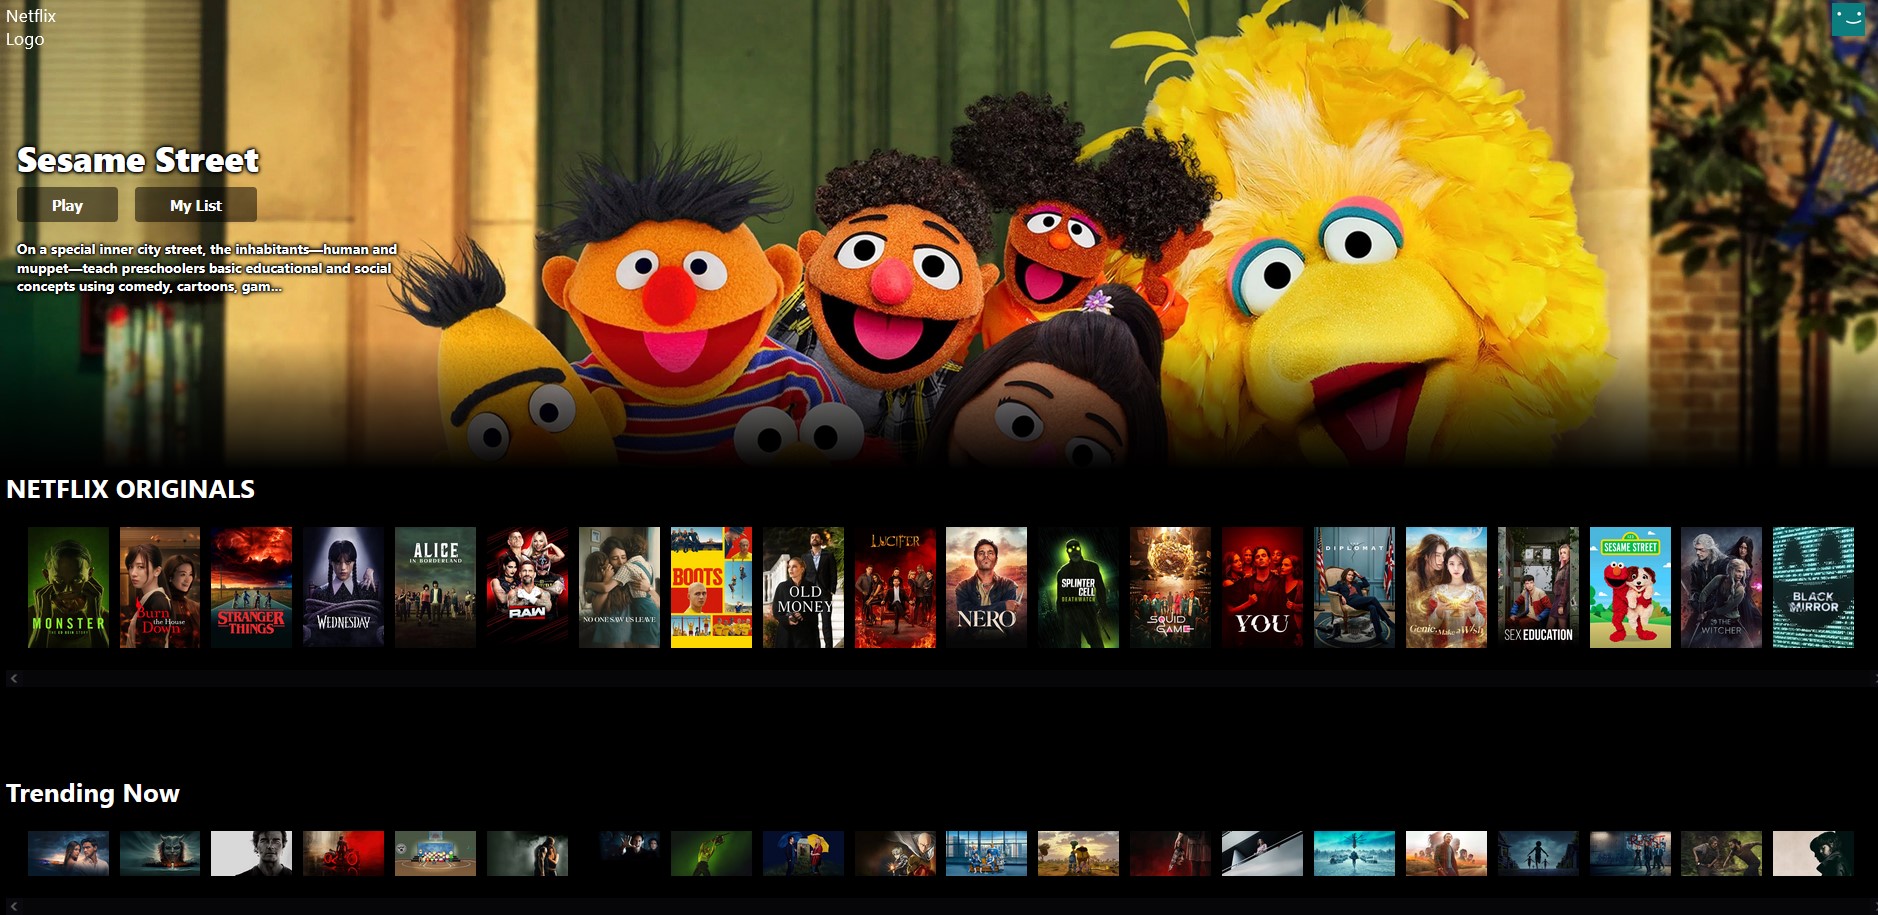 Netflix
Logo
Sesame Street
Play
My List
On a special inner city street, the inhabitants—human and
muppet—teach preschoolers basic educational and social
concepts using comedy, cartoons, gam...
NETFLIX ORIGINALS
MONSTER
Burn
the House
Down
STRANGER
THINGS
WEDNESDAY
ALICE
IN BORDERLAND
RAW
NO ONE SAW US LEAVE
BOOTS
OLD
MONEY
LUCIFER
NERO
SPLINTER
CELL
DEATHWATCH
SQUID
GAME
YOU
THE
DIPLOMAT
Genie, Make a Wish
SEX EDUCATION
SESAME STREET
THE
WITCHER
BLACK
MIRROR
Trending Now